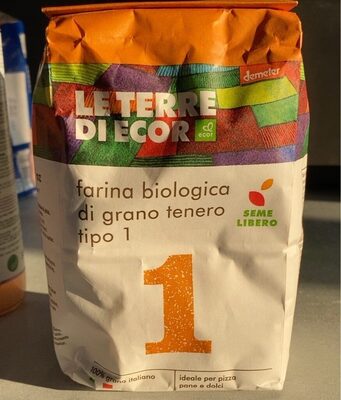 demeter
LE TERRE
DI ECOR
ecor
farina biologica
di grano tenero
tipo 1
SEME
LIBERO
1
100% grano italiano
ideale per pizza
pane e dolci